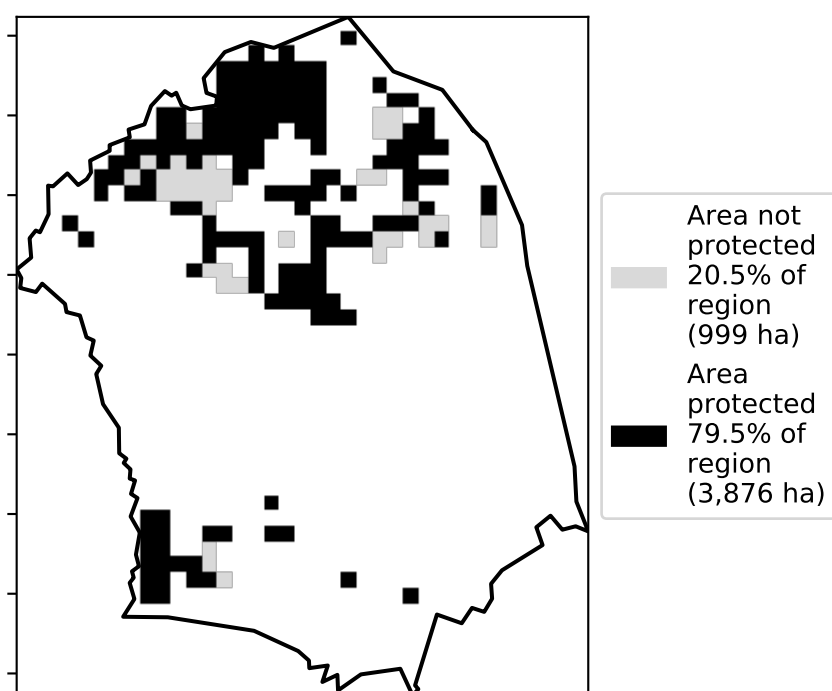 Area not
protected
20.5% of
region
(999 ha)
Area
protected
79.5% of
region
(3,876 ha)